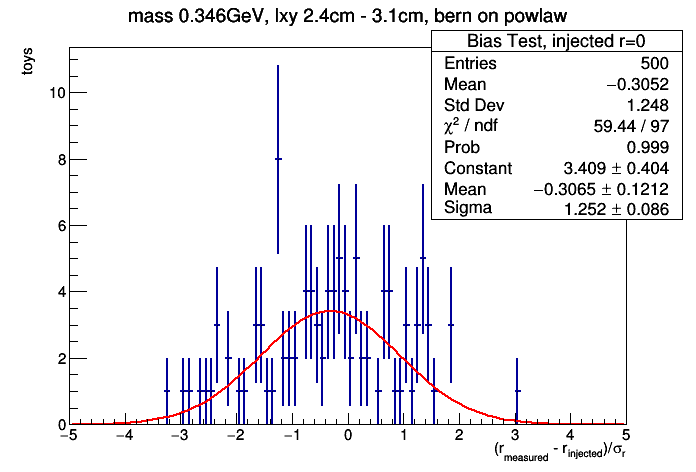 mass 0.346GeV, lxy 2.4cm - 3.1cm, bern on powlaw
Bias Test, injected r=0
Entries 500
Mean −0.3052
Std Dev 1.248
χ² / ndf 59.44 / 97
Prob 0.999
Constant 3.409 ± 0.404
Mean −0.3065 ± 0.1212
Sigma 1.252 ± 0.086
toys
10
8
6
4
2
0
−5 −4 −3 −2 −1 0 1 2 3 4 5
(r_measured - r_injected)/σ_r